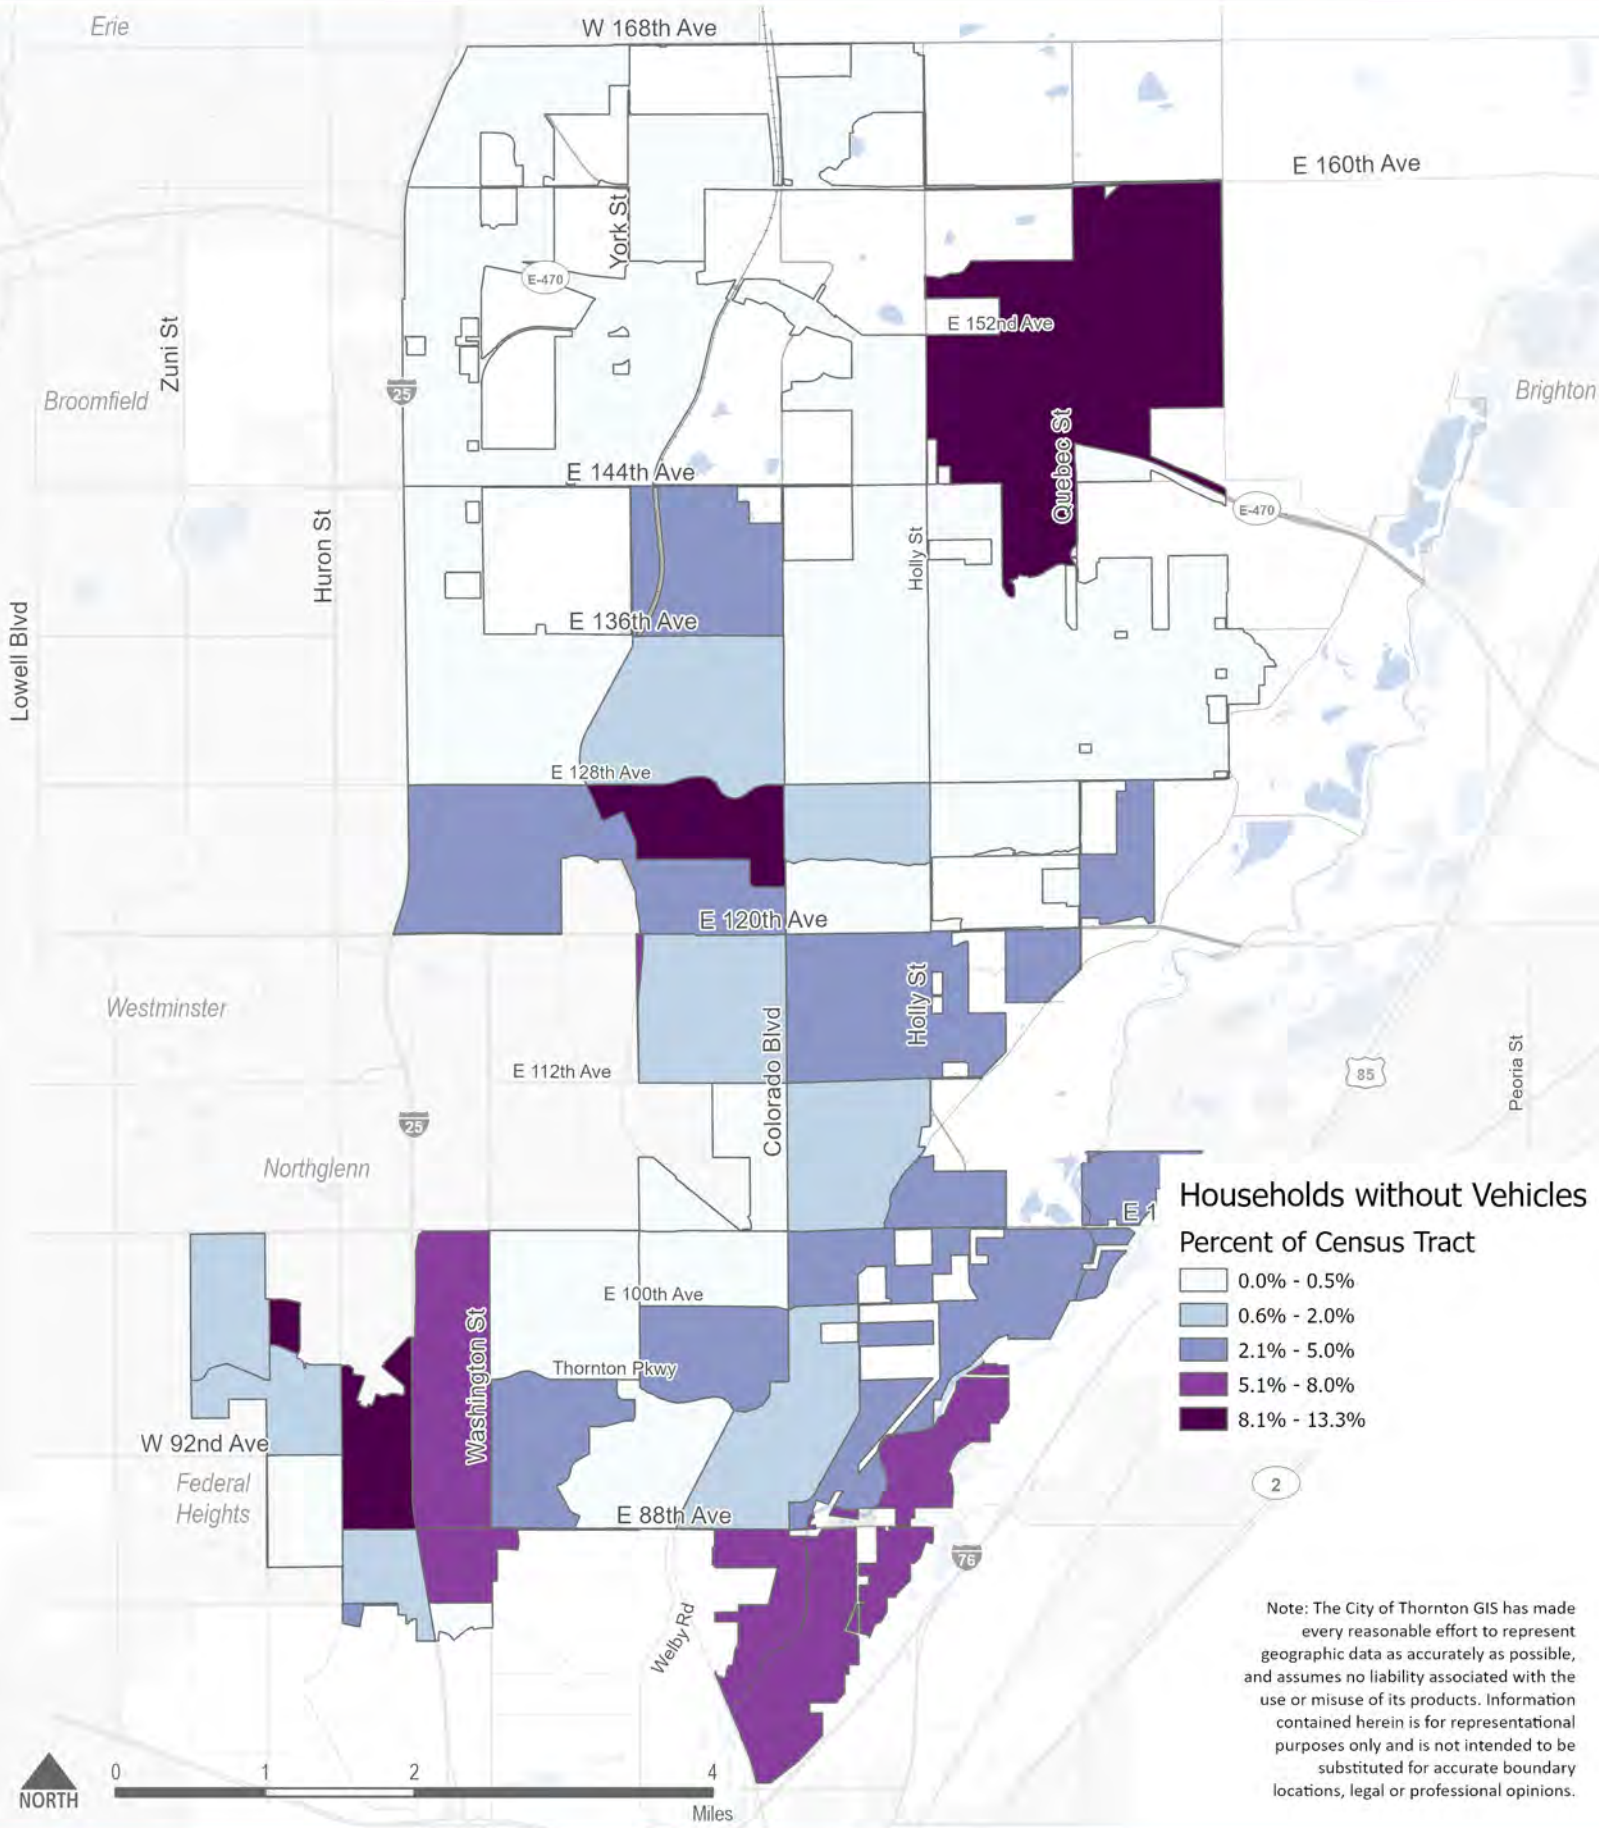 Erie
W 168th Ave
E 160th Ave
York St
E-470
Zuni St
E 152nd Ave
25
Broomfield
Brighton
Quebec St
E 144th Ave
E-470
Huron St
Holly St
Lowell Blvd
E 136th Ave
E 128th Ave
E 120th Ave
Westminster
Holly St
Colorado Blvd
E 112th Ave
85
Peoria St
25
Northglenn
Households without Vehicles
E 1
Percent of Census Tract
0.0% - 0.5%
0.6% - 2.0%
2.1% - 5.0%
5.1% - 8.0%
8.1% - 13.3%
E 100th Ave
Washington St
Thornton Pkwy
W 92nd Ave
Federal
Heights
2
E 88th Ave
76
Welby Rd
Note: The City of Thornton GIS has made
every reasonable effort to represent
geographic data as accurately as possible,
and assumes no liability associated with the
use or misuse of its products. Information
contained herein is for representational
purposes only and is not intended to be
substituted for accurate boundary
locations, legal or professional opinions.
NORTH
0 1 2 4
Miles